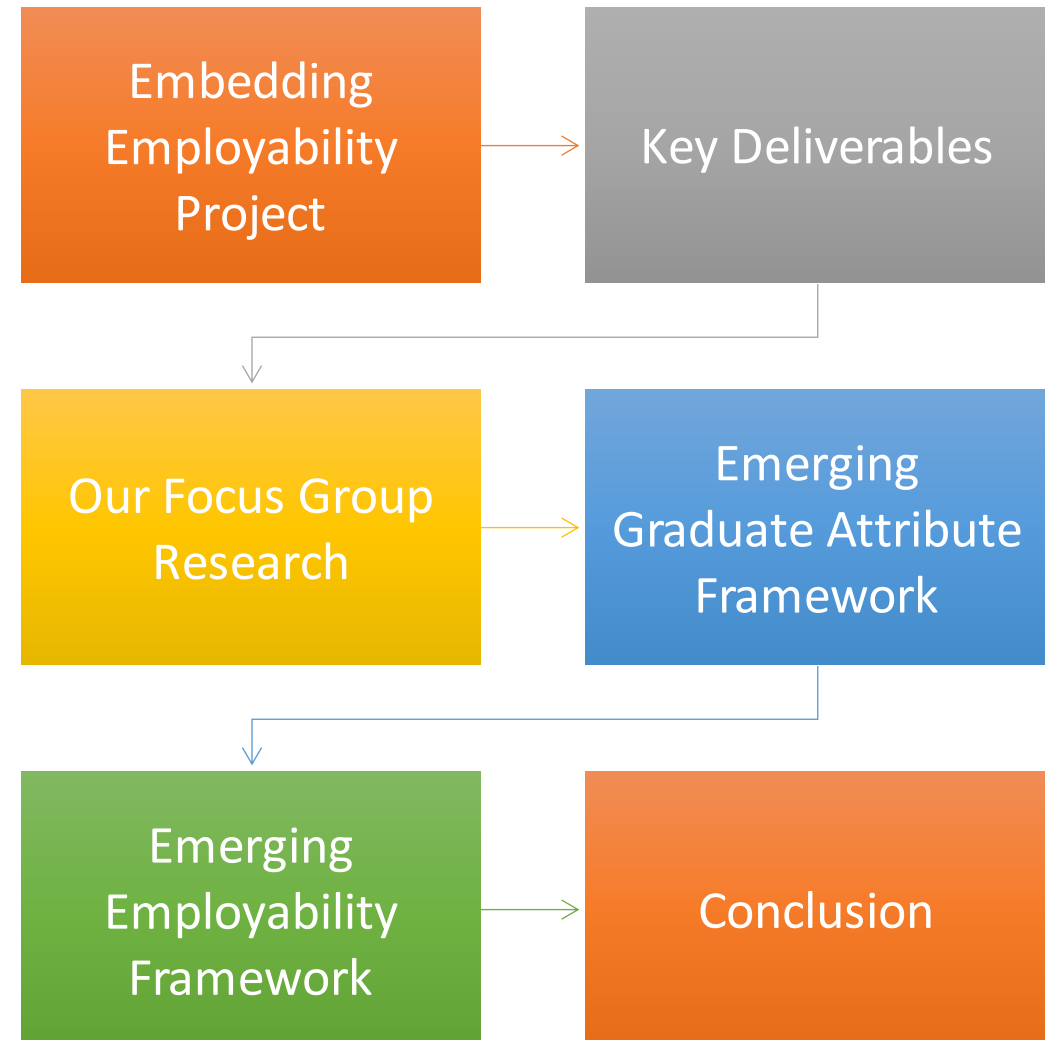 Embedding
Employability
Project
Key Deliverables
Our Focus Group
Research
Emerging
Graduate Attribute
Framework
Emerging
Employability
Framework
Conclusion